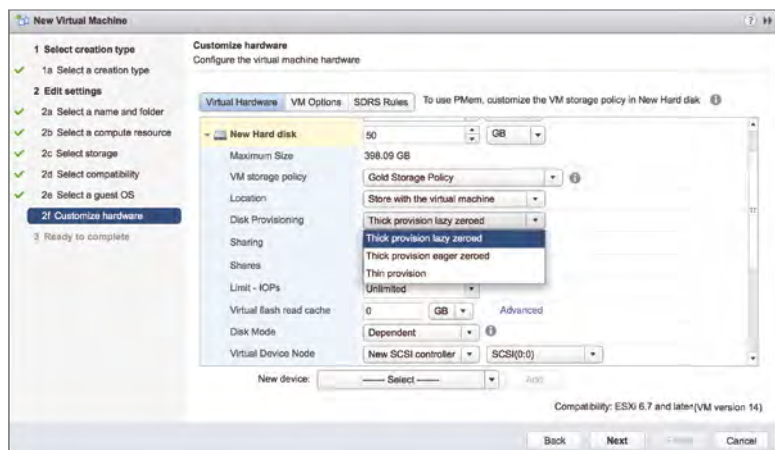 New Virtual Machine
1 Select creation type
1a Select a creation type
2 Edit settings
2a Select a name and folder
2b Select a compute resource
2c Select storage
2d Select compatibility
2e Select a guest OS
2f Customize hardware
3 Ready to complete
Customize hardware
Configure the virtual machine hardware
Virtual Hardware VM Options SDRS Rules To use PMem, customize the VM storage policy in New Hard disk
New Hard disk 50 GB
Maximum Size 398.09 GB
VM storage policy Gold Storage Policy
Location Store with the virtual machine
Disk Provisioning Thick provision lazy zeroed
Sharing Thick provision lazy zeroed
Thick provision eager zeroed
Shares Thin provision
Limit - IOPs Unlimited
Virtual flash read cache 0 GB Advanced
Disk Mode Dependent
Virtual Device Node New SCSI controller SCSI(0:0)
New device: ------- Select ------- Add
Compatibility: ESXi 6.7 and later (VM version 14)
Back Next Finish Cancel